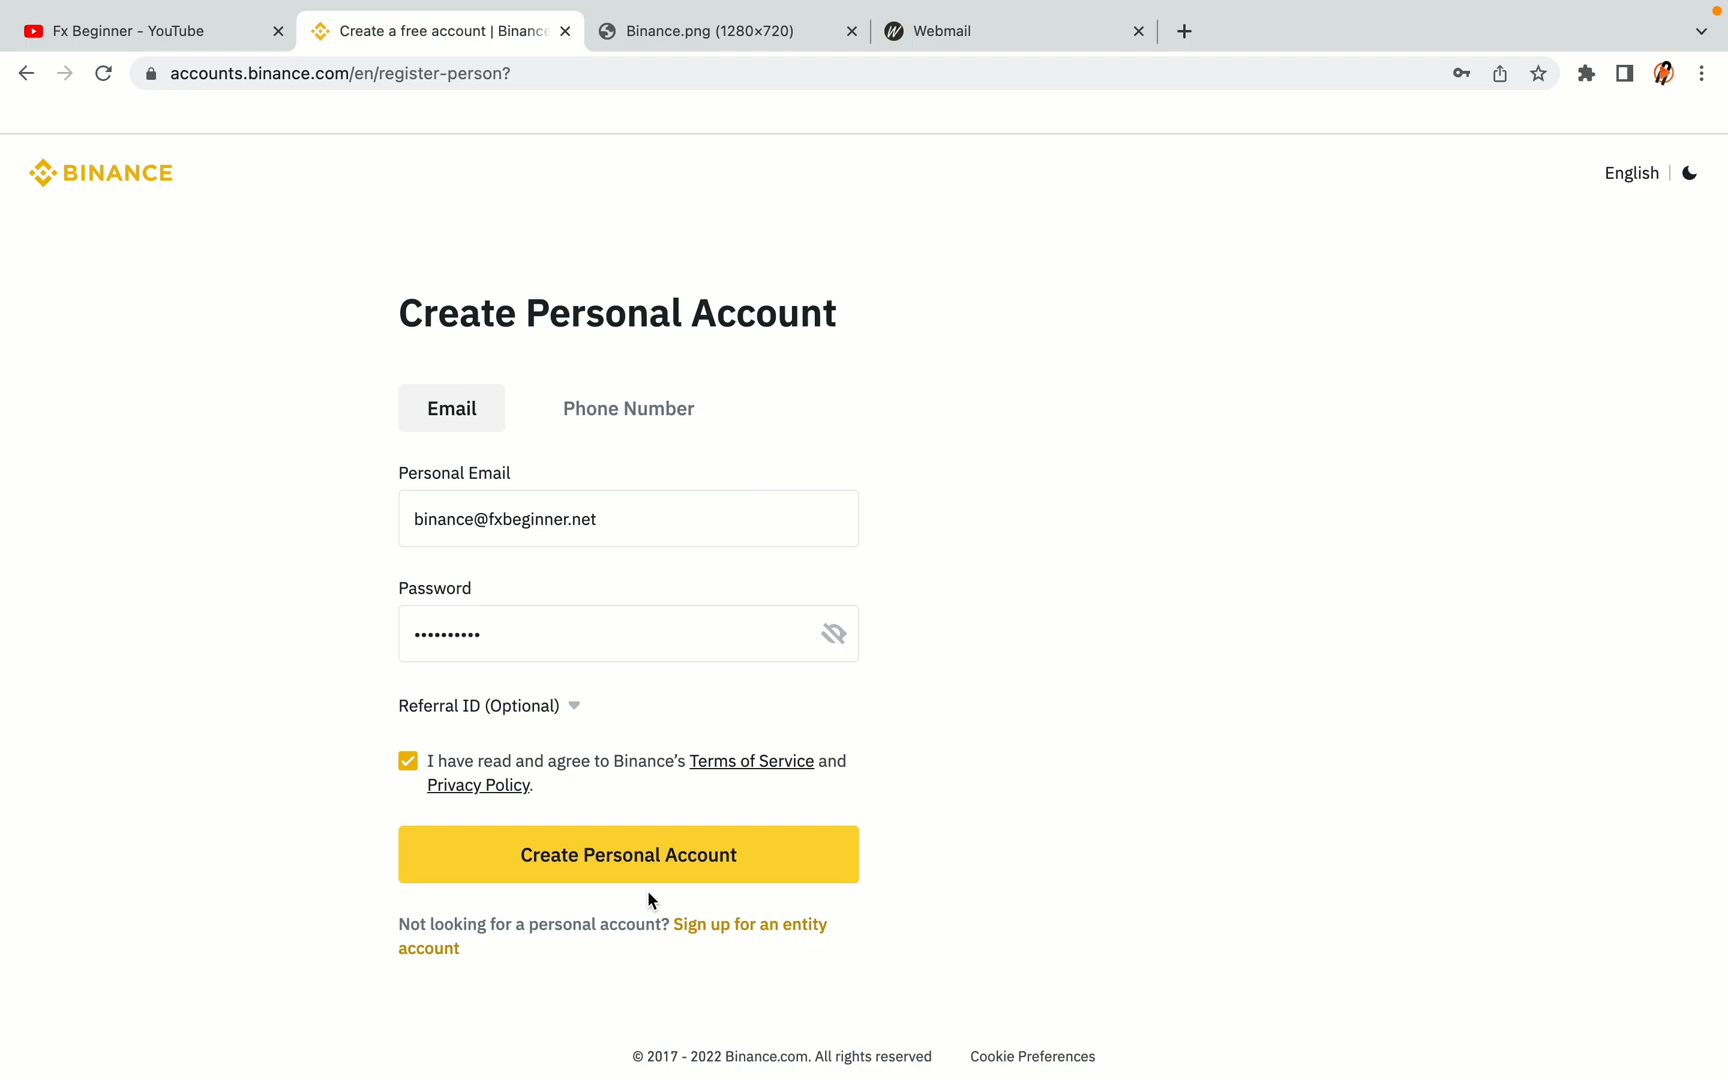 Fx Beginner - YouTube
Create a free account | Binance
Binance.png (1280×720)
Webmail
accounts.binance.com/en/register-person?
BINANCE
English
Create Personal Account
Email
Phone Number
Personal Email
binance@fxbeginner.net
Password
••••••••••
Referral ID (Optional)
I have read and agree to Binance’s Terms of Service and
Privacy Policy.
Create Personal Account
Not looking for a personal account? Sign up for an entity
account
© 2017 - 2022 Binance.com. All rights reserved
Cookie Preferences